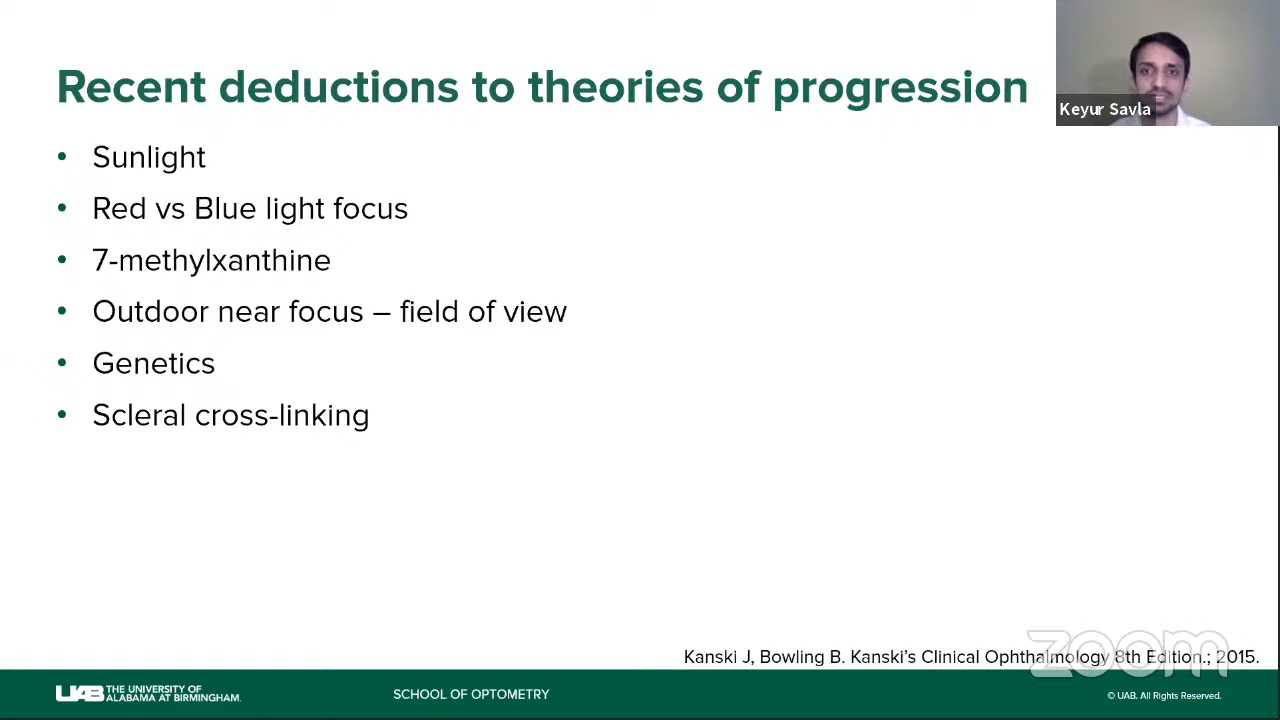 Recent deductions to theories of progression
Keyur Savla
• Sunlight
• Red vs Blue light focus
• 7-methylxanthine
• Outdoor near focus – field of view
• Genetics
• Scleral cross-linking
zoom
Kanski J, Bowling B. Kanski's Clinical Ophthalmology 8th Edition.; 2015.
UAB THE UNIVERSITY OF
ALABAMA AT BIRMINGHAM.
SCHOOL OF OPTOMETRY
© UAB. All Rights Reserved.